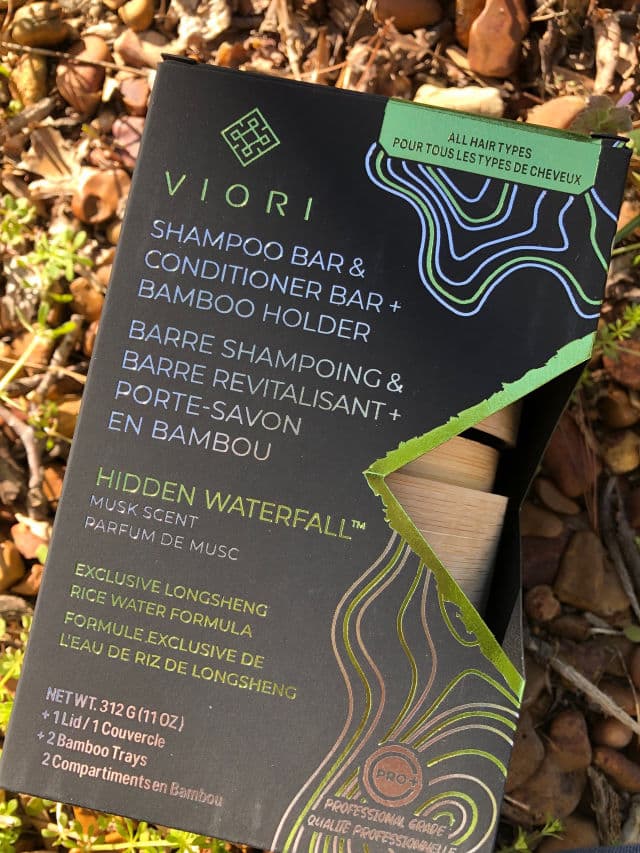 ALL HAIR TYPES
POUR TOUS LES TYPES DE CHEVEUX
VIORI
SHAMPOO BAR &
CONDITIONER BAR +
BAMBOO HOLDER
BARRE SHAMPOING &
BARRE REVITALISANT +
PORTE-SAVON
EN BAMBOU
HIDDEN WATERFALL™
MUSK SCENT
PARFUM DE MUSC
EXCLUSIVE LONGSHENG
RICE WATER FORMULA
FORMULE EXCLUSIVE DE
L'EAU DE RIZ DE LONGSHENG
NET WT. 312 G (11 OZ)
+ 1 Lid / 1 Couvercle
+ 2 Bamboo Trays
2 Compartiments en Bambou
PRO+
PROFESSIONAL GRADE
QUALITÉ PROFESSIONNELLE